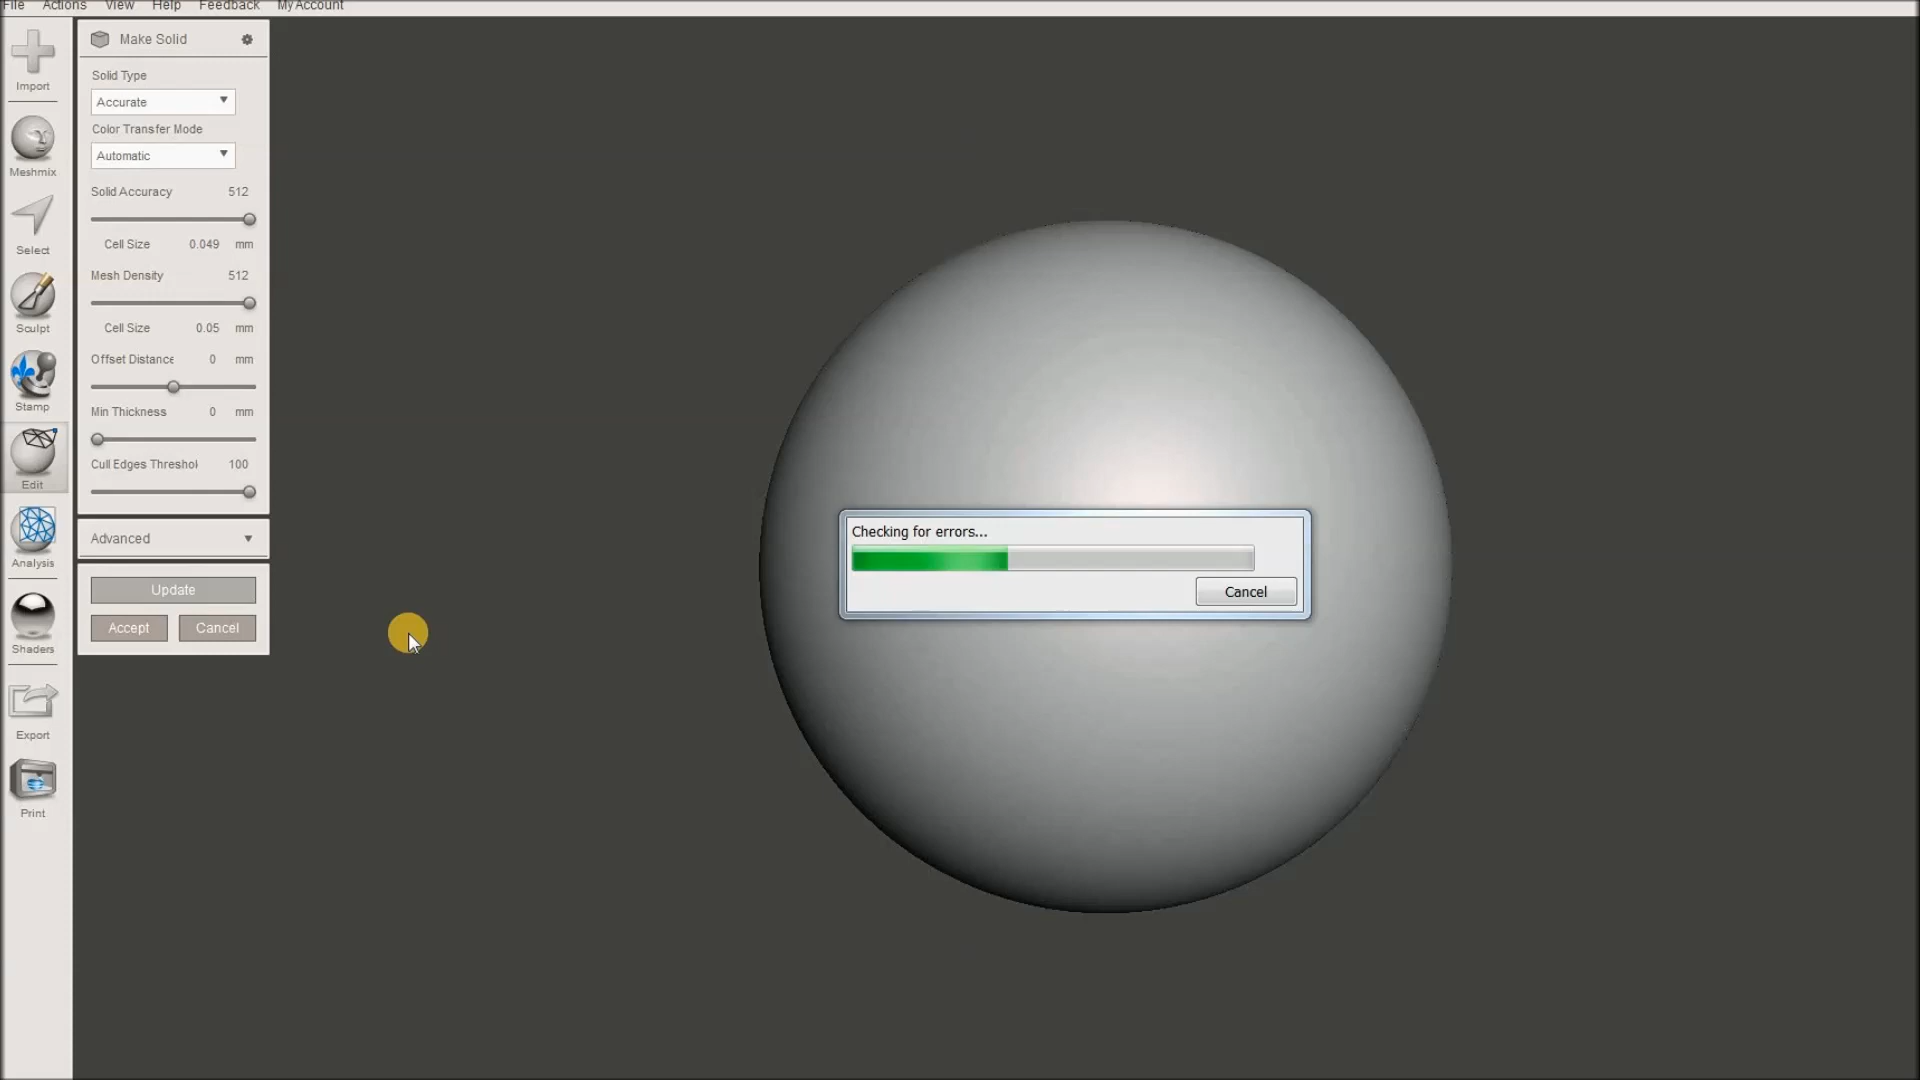 File Actions View Help Feedback My Account
Import
Meshmix
Select
Sculpt
Stamp
Edit
Analysis
Shaders
Export
Print
Make Solid
Solid Type
Accurate
Color Transfer Mode
Automatic
Solid Accuracy 512
Cell Size 0.049 mm
Mesh Density 512
Cell Size 0.05 mm
Offset Distance 0 mm
Min Thickness 0 mm
Cull Edges Threshol 100
Advanced
Update
Accept Cancel
Checking for errors...
Cancel